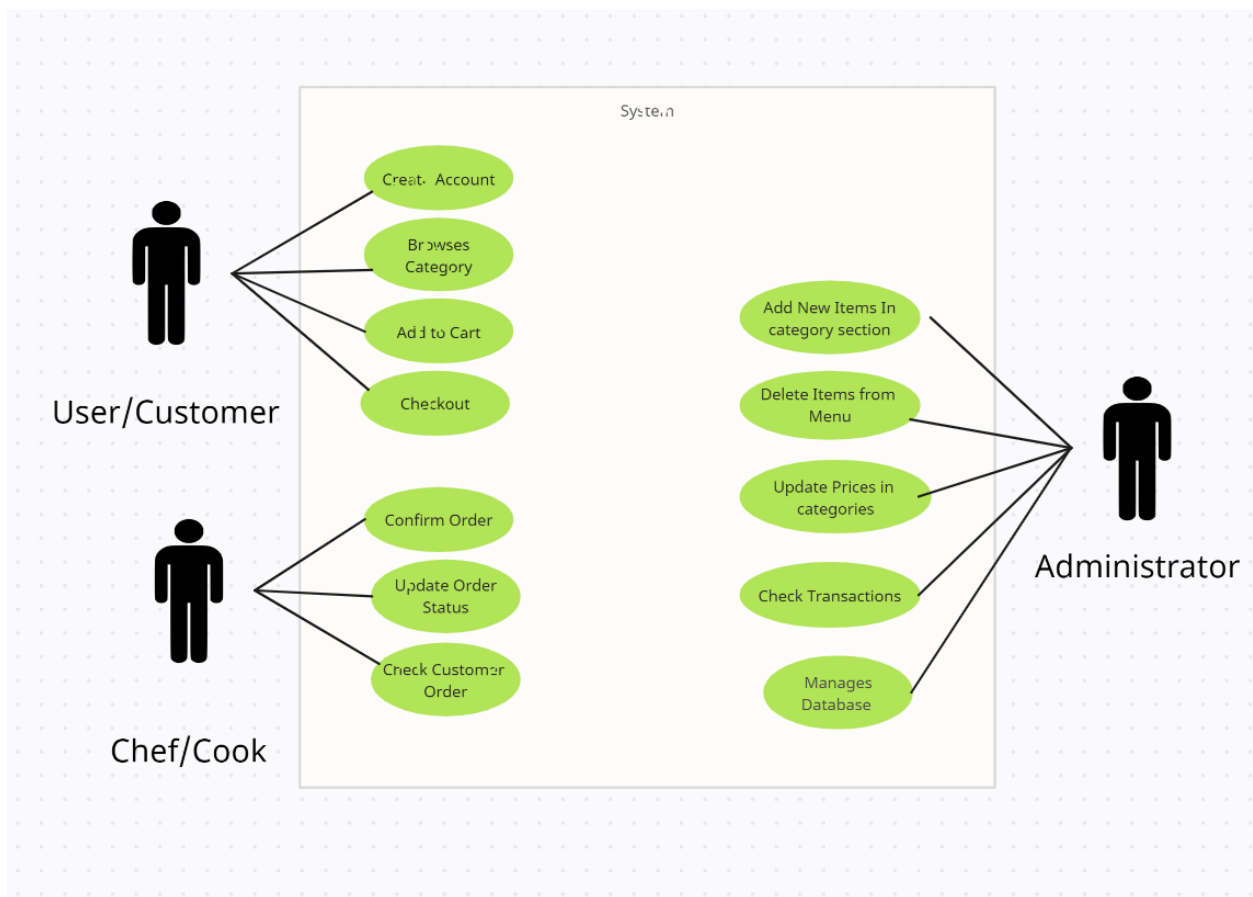 System
Create Account
Browses
Category
Add to Cart
Checkout
User/Customer
Confirm Order
Update Order
Status
Check Customer
Order
Chef/Cook
Add New Items In
category section
Delete Items from
Menu
Update Prices in
categories
Check Transactions
Manages
Database
Administrator